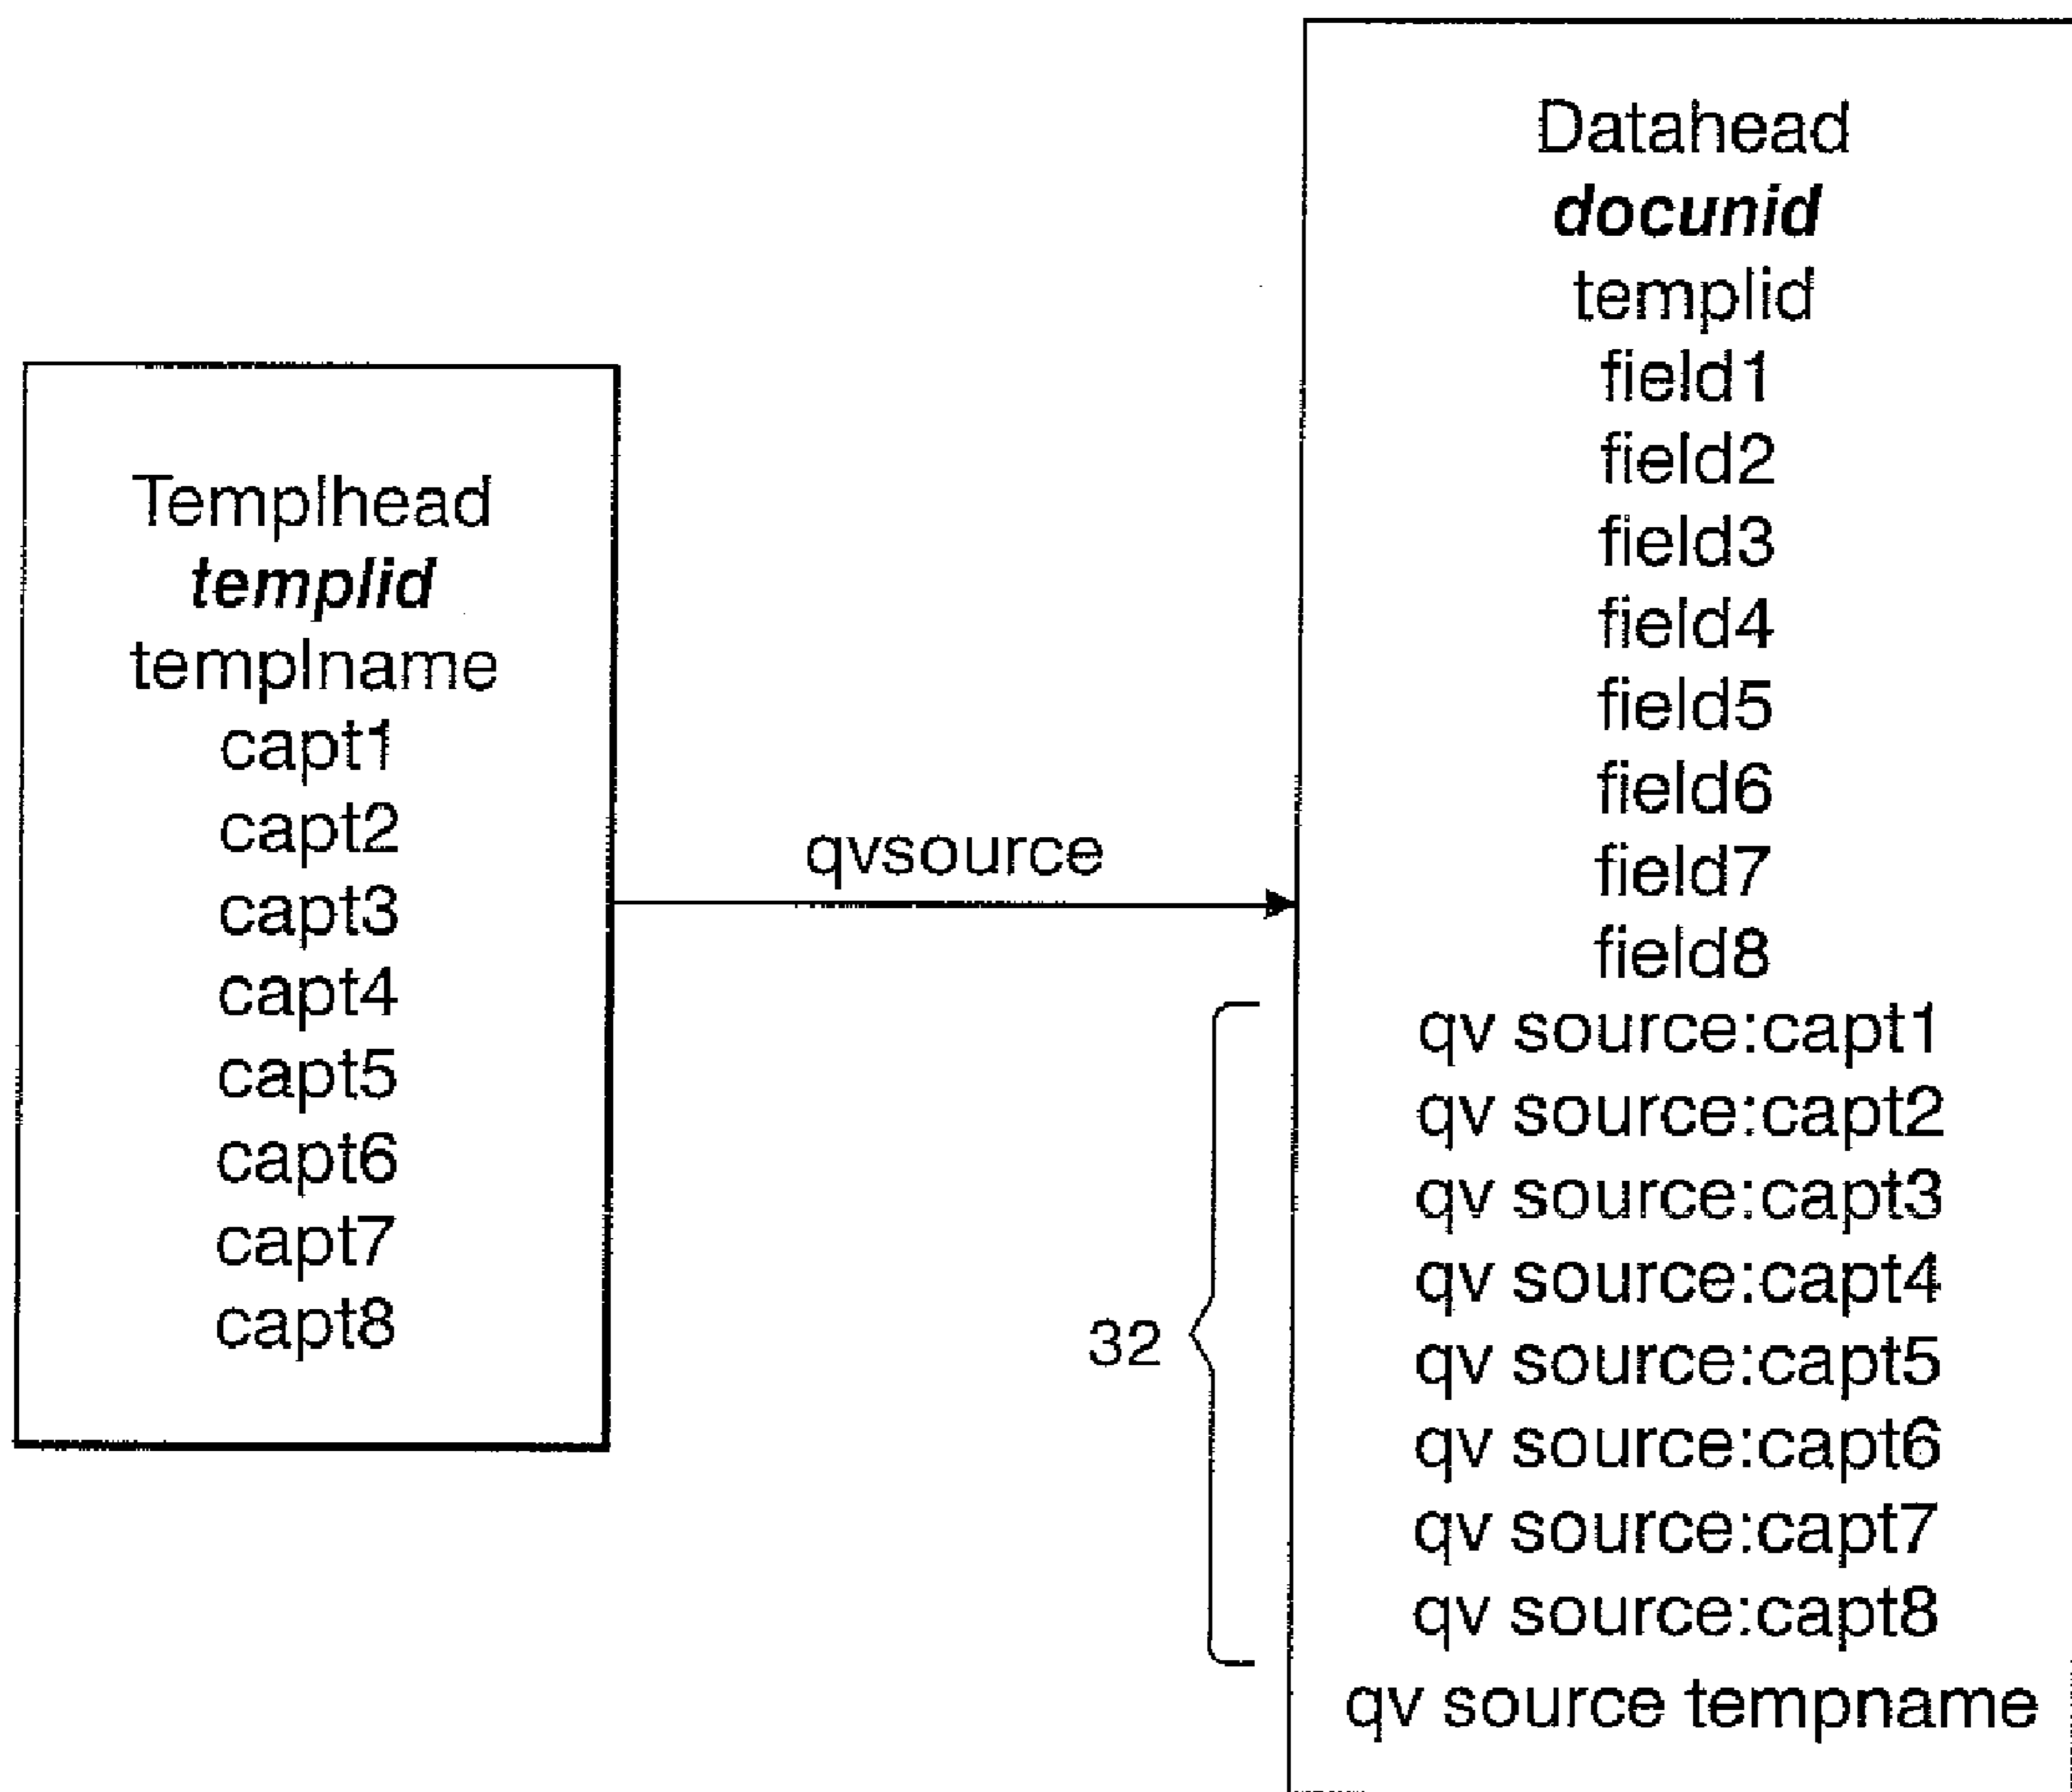 Templhead
templid
templname
capt1
capt2
capt3
capt4
capt5
capt6
capt7
capt8
qvsource
32
Datahead
docunid
templid
field1
field2
field3
field4
field5
field6
field7
field8
qv source:capt1
qv source:capt2
qv source:capt3
qv source:capt4
qv source:capt5
qv source:capt6
qv source:capt7
qv source:capt8
qv source tempname